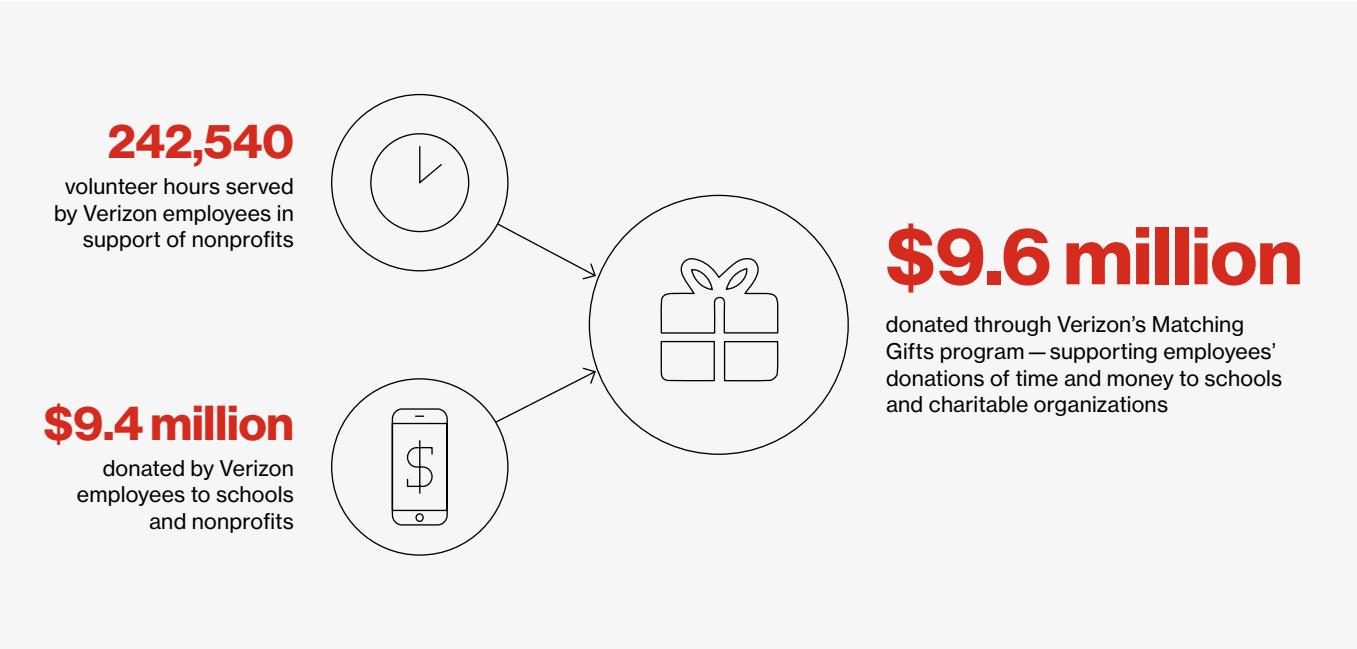 242,540
volunteer hours served
by Verizon employees in
support of nonprofits
$9.4 million
donated by Verizon
employees to schools
and nonprofits
$
$9.6 million
donated through Verizon’s Matching
Gifts program — supporting employees’
donations of time and money to schools
and charitable organizations